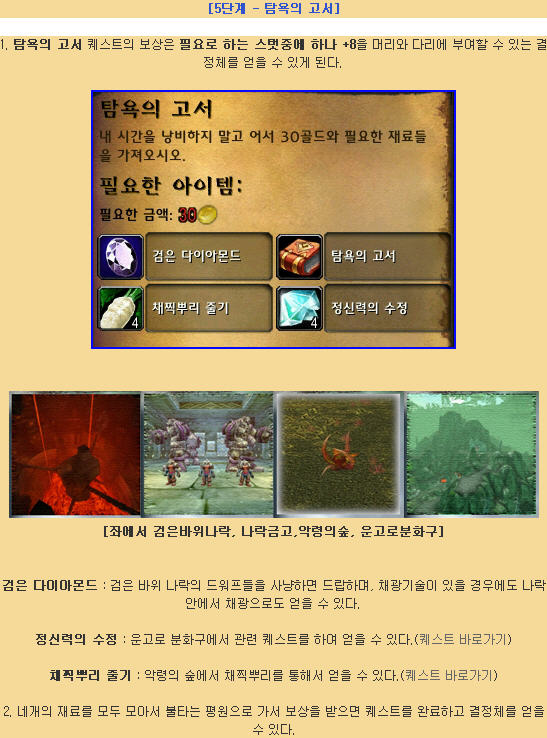 [5단계 - 탐욕의 고서]
1. 탐욕의 고서 퀘스트의 보상은 필요로 하는 스탯중에 하나 +8을 머리와 다리에 부여할 수 있는 결
정체를 얻을 수 있게 된다.
탐욕의 고서
내 시간을 낭비하지 말고 어서 30골드와 필요한 재료들
을 가져오시오.
필요한 아이템:
필요한 금액: 30
검은 다이아몬드
탐욕의 고서
채찍뿌리 줄기
4
정신력의 수정
4
[좌에서 검은바위나락, 나락금고,악령의숲, 운고로분화구]
검은 다이아몬드 : 검은 바위 나락의 드워프들을 사냥하면 드랍하며, 채광기술이 있을 경우에도 나락
안에서 채광으로도 얻을 수 있다.
정신력의 수정 : 운고로 분화구에서 관련 퀘스트를 하여 얻을 수 있다.(퀘스트 바로가기)
채찍뿌리 줄기 : 악령의 숲에서 채찍뿌리를 통해서 얻을 수 있다.(퀘스트 바로가기)
2. 네개의 재료를 모두 모아서 불타는 평원으로 가서 보상을 받으면 퀘스트를 완료하고 결정체를 얻을
수 있다.